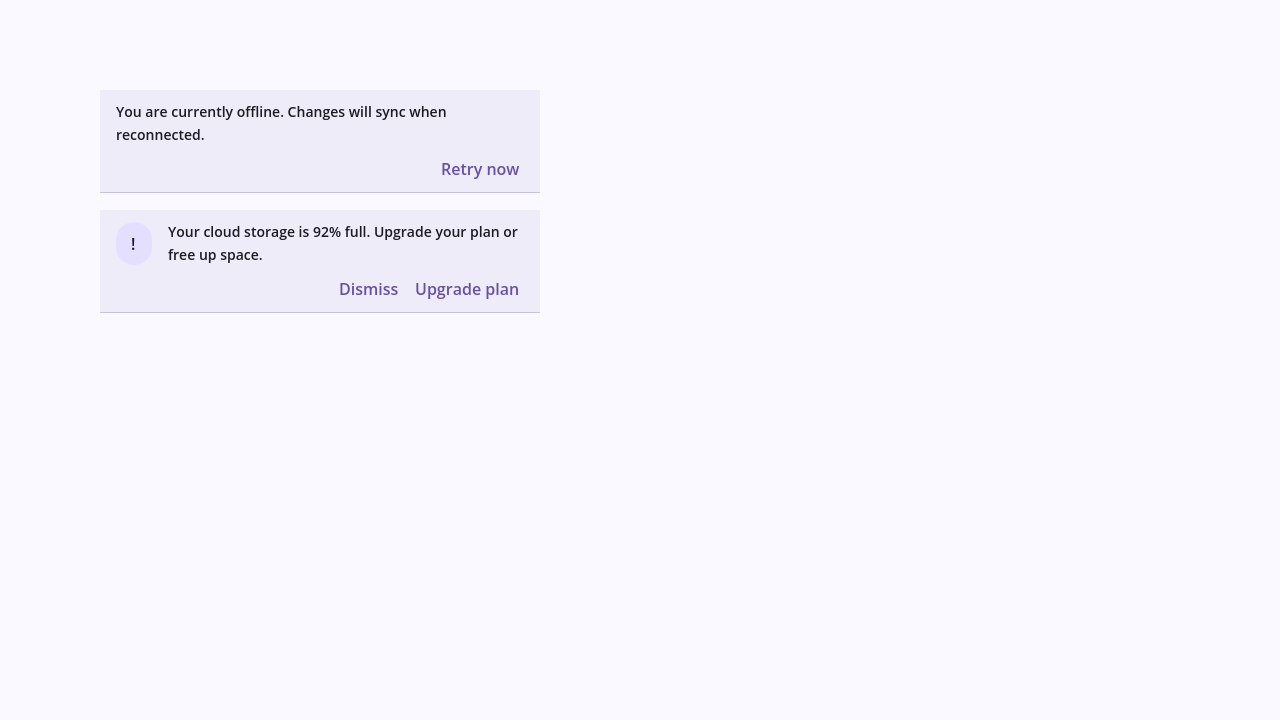 You are currently offline. Changes will sync when
reconnected.
Retry now
!
Your cloud storage is 92% full. Upgrade your plan or
free up space.
Dismiss Upgrade plan